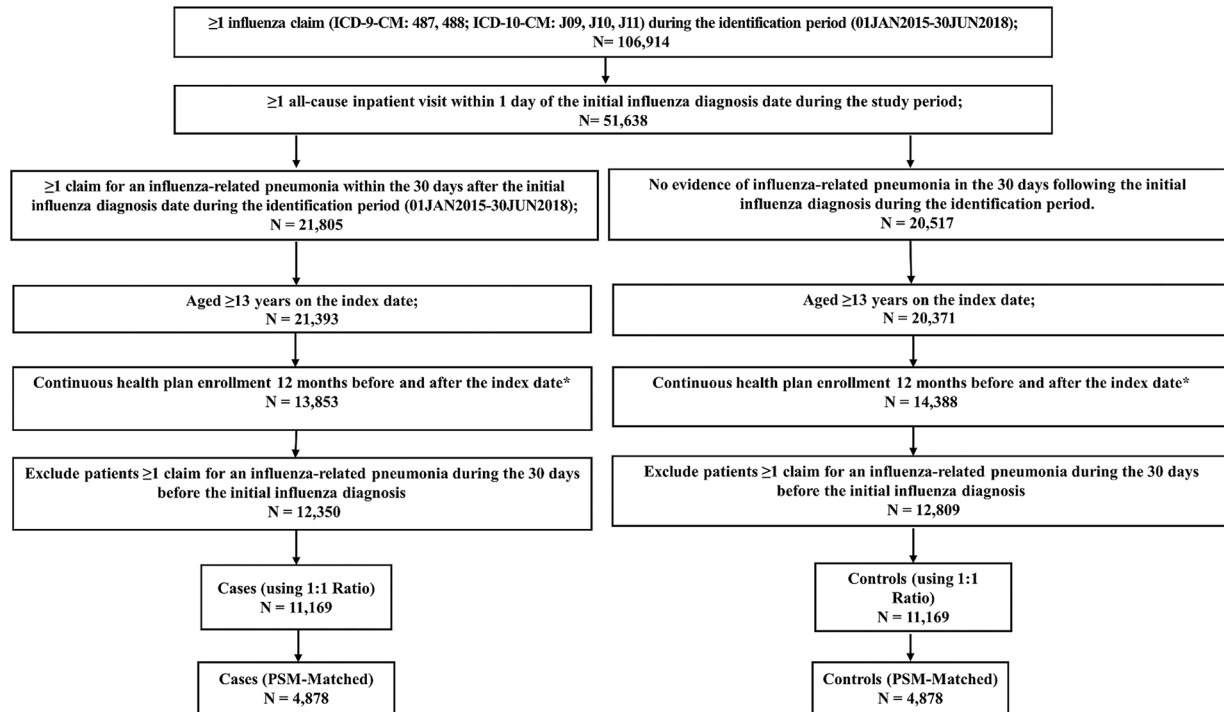 ≥1 influenza claim (ICD-9-CM: 487, 488; ICD-10-CM: J09, J10, J11) during the identification period (01JAN2015-30JUN2018);
N= 106,914
≥1 all-cause inpatient visit within 1 day of the initial influenza diagnosis date during the study period;
N= 51,638
≥1 claim for an influenza-related pneumonia within the 30 days after the initial
influenza diagnosis date during the identification period (01JAN2015-30JUN2018);
N = 21,805
No evidence of influenza-related pneumonia in the 30 days following the initial
influenza diagnosis during the identification period.
N = 20,517
Aged ≥13 years on the index date;
N = 21,393
Aged ≥13 years on the index date;
N = 20,371
Continuous health plan enrollment 12 months before and after the index date*
N = 13,853
Continuous health plan enrollment 12 months before and after the index date*
N = 14,388
Exclude patients ≥1 claim for an influenza-related pneumonia during the 30 days
before the initial influenza diagnosis
N = 12,350
Exclude patients ≥1 claim for an influenza-related pneumonia during the 30 days
before the initial influenza diagnosis
N = 12,809
Cases (using 1:1 Ratio)
N = 11,169
Controls (using 1:1
Ratio)
N = 11,169
Cases (PSM-Matched)
N = 4,878
Controls (PSM-Matched)
N = 4,878